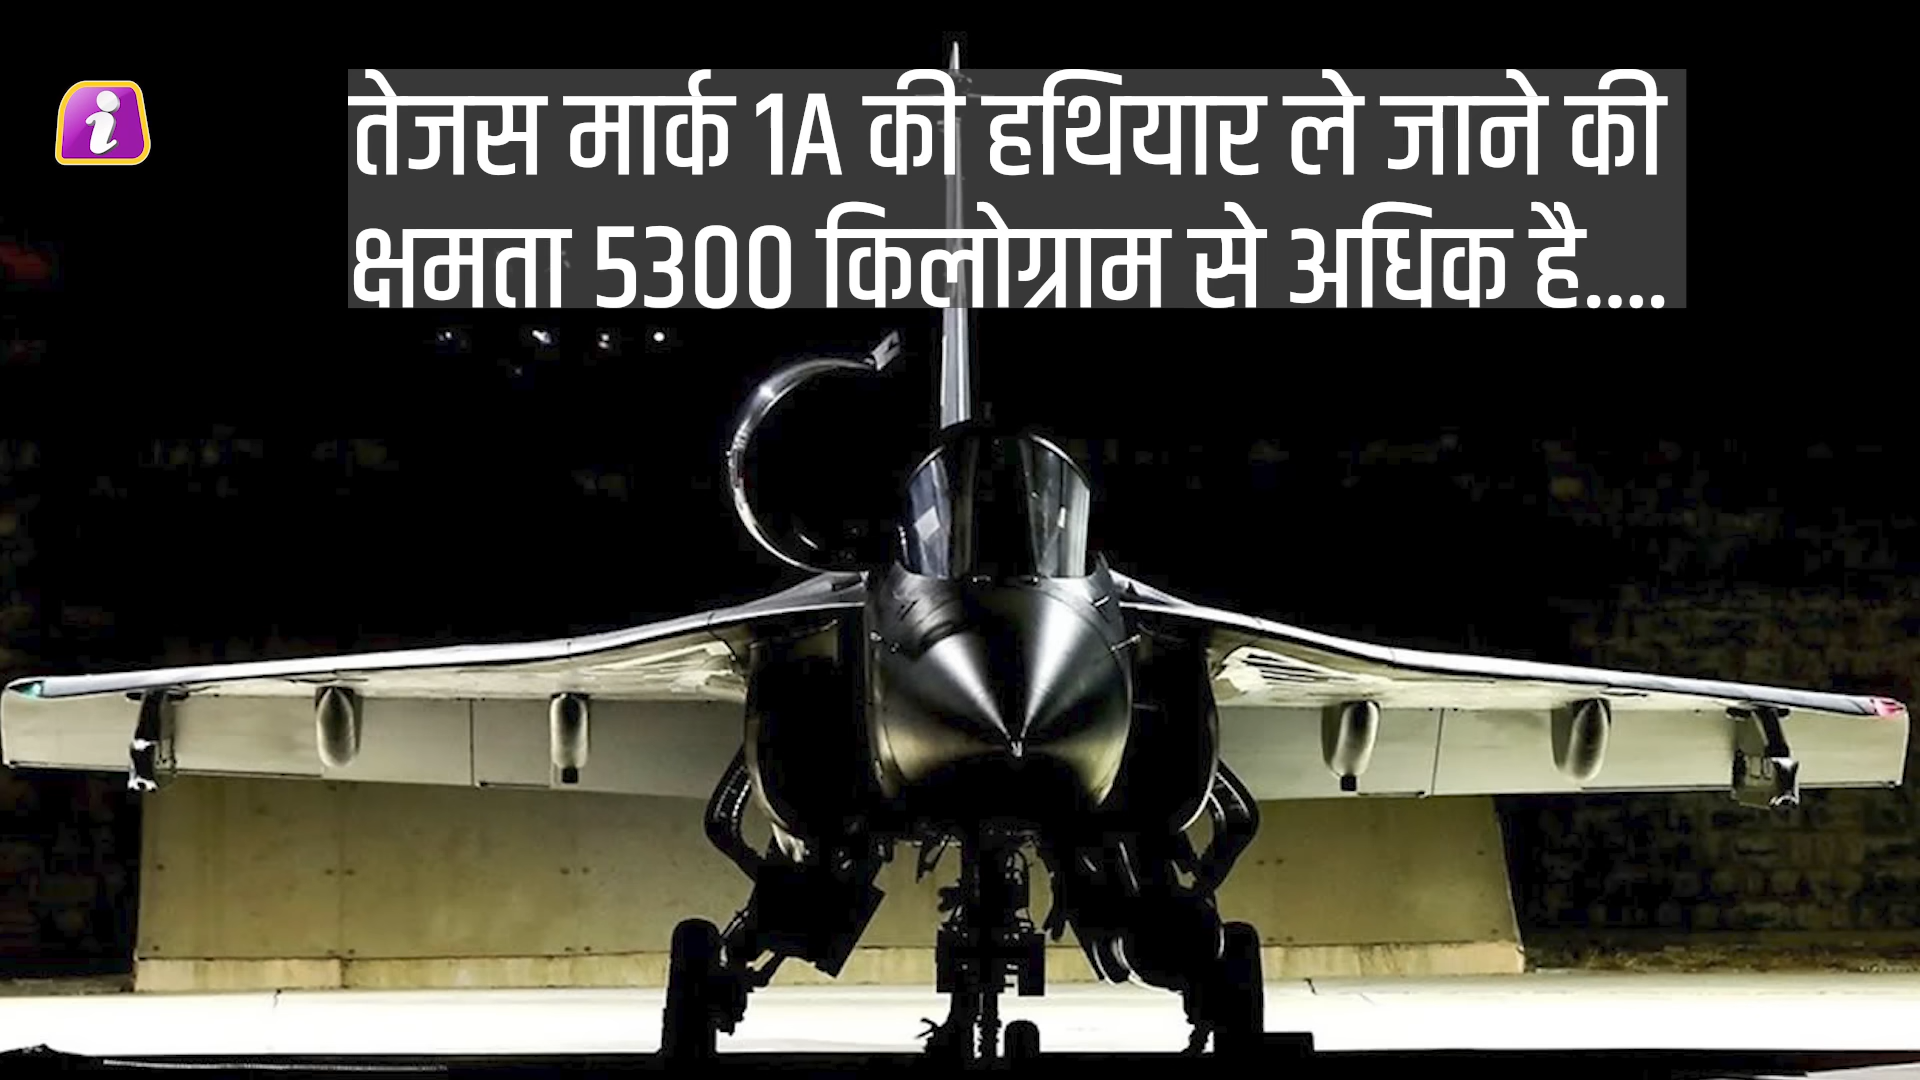 तेजस मार्क 1A की हथियार ले जाने की
क्षमता 5300 किलोग्राम से अधिक है....